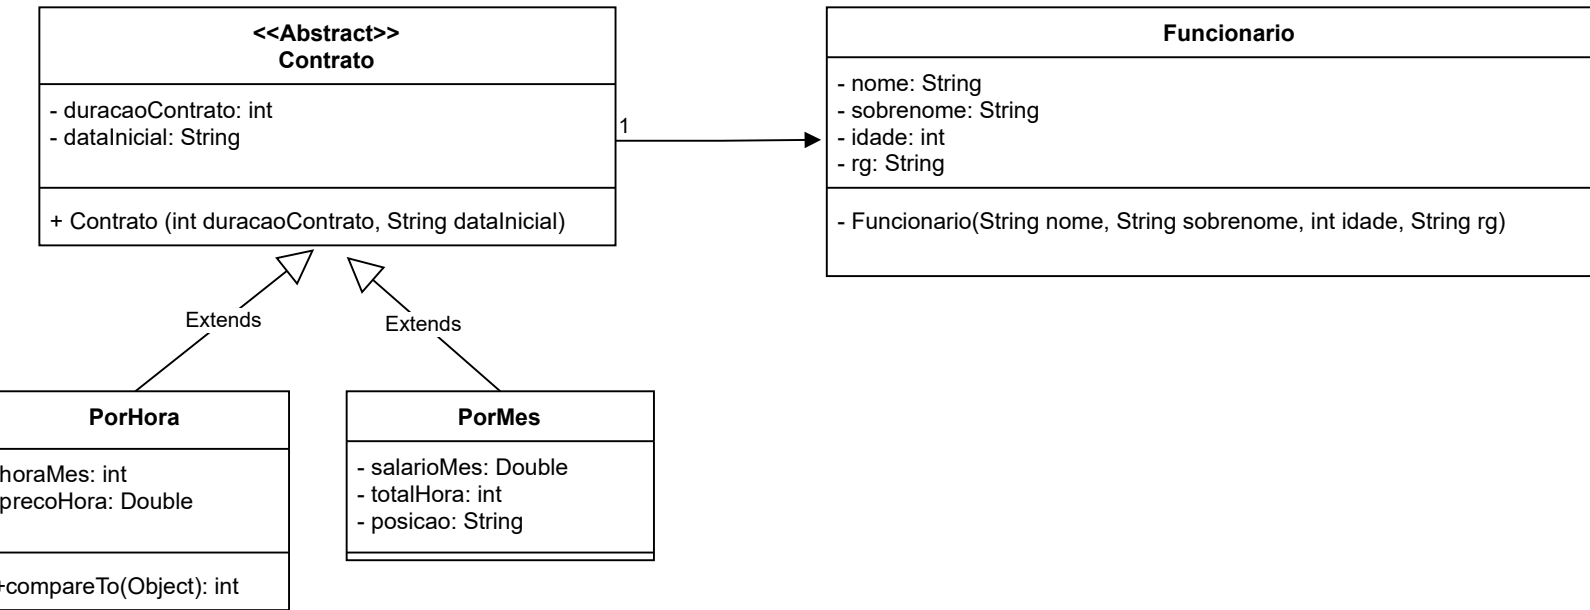 <<Abstract>>
Contrato
- duracaoContrato: int
- dataInicial: String
+ Contrato (int duracaoContrato, String dataInicial)
1
Funcionario
- nome: String
- sobrenome: String
- idade: int
- rg: String
- Funcionario(String nome, String sobrenome, int idade, String rg)
Extends
Extends
PorHora
horaMes: int
precoHora: Double
+compareTo(Object): int
PorMes
- salarioMes: Double
- totalHora: int
- posicao: String